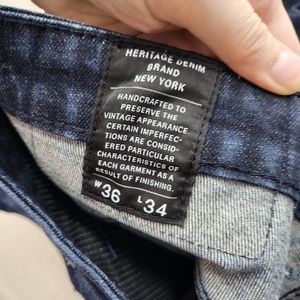 HERITAGE DENIM
BRAND
NEW YORK
HANDCRAFTED TO
PRESERVE THE
VINTAGE APPEARANCE.
CERTAIN IMPERFEC-
TIONS ARE CONSID-
ERED PARTICULAR
CHARACTERISTICS OF
EACH GARMENT AS A
RESULT OF FINISHING.
W36 L34